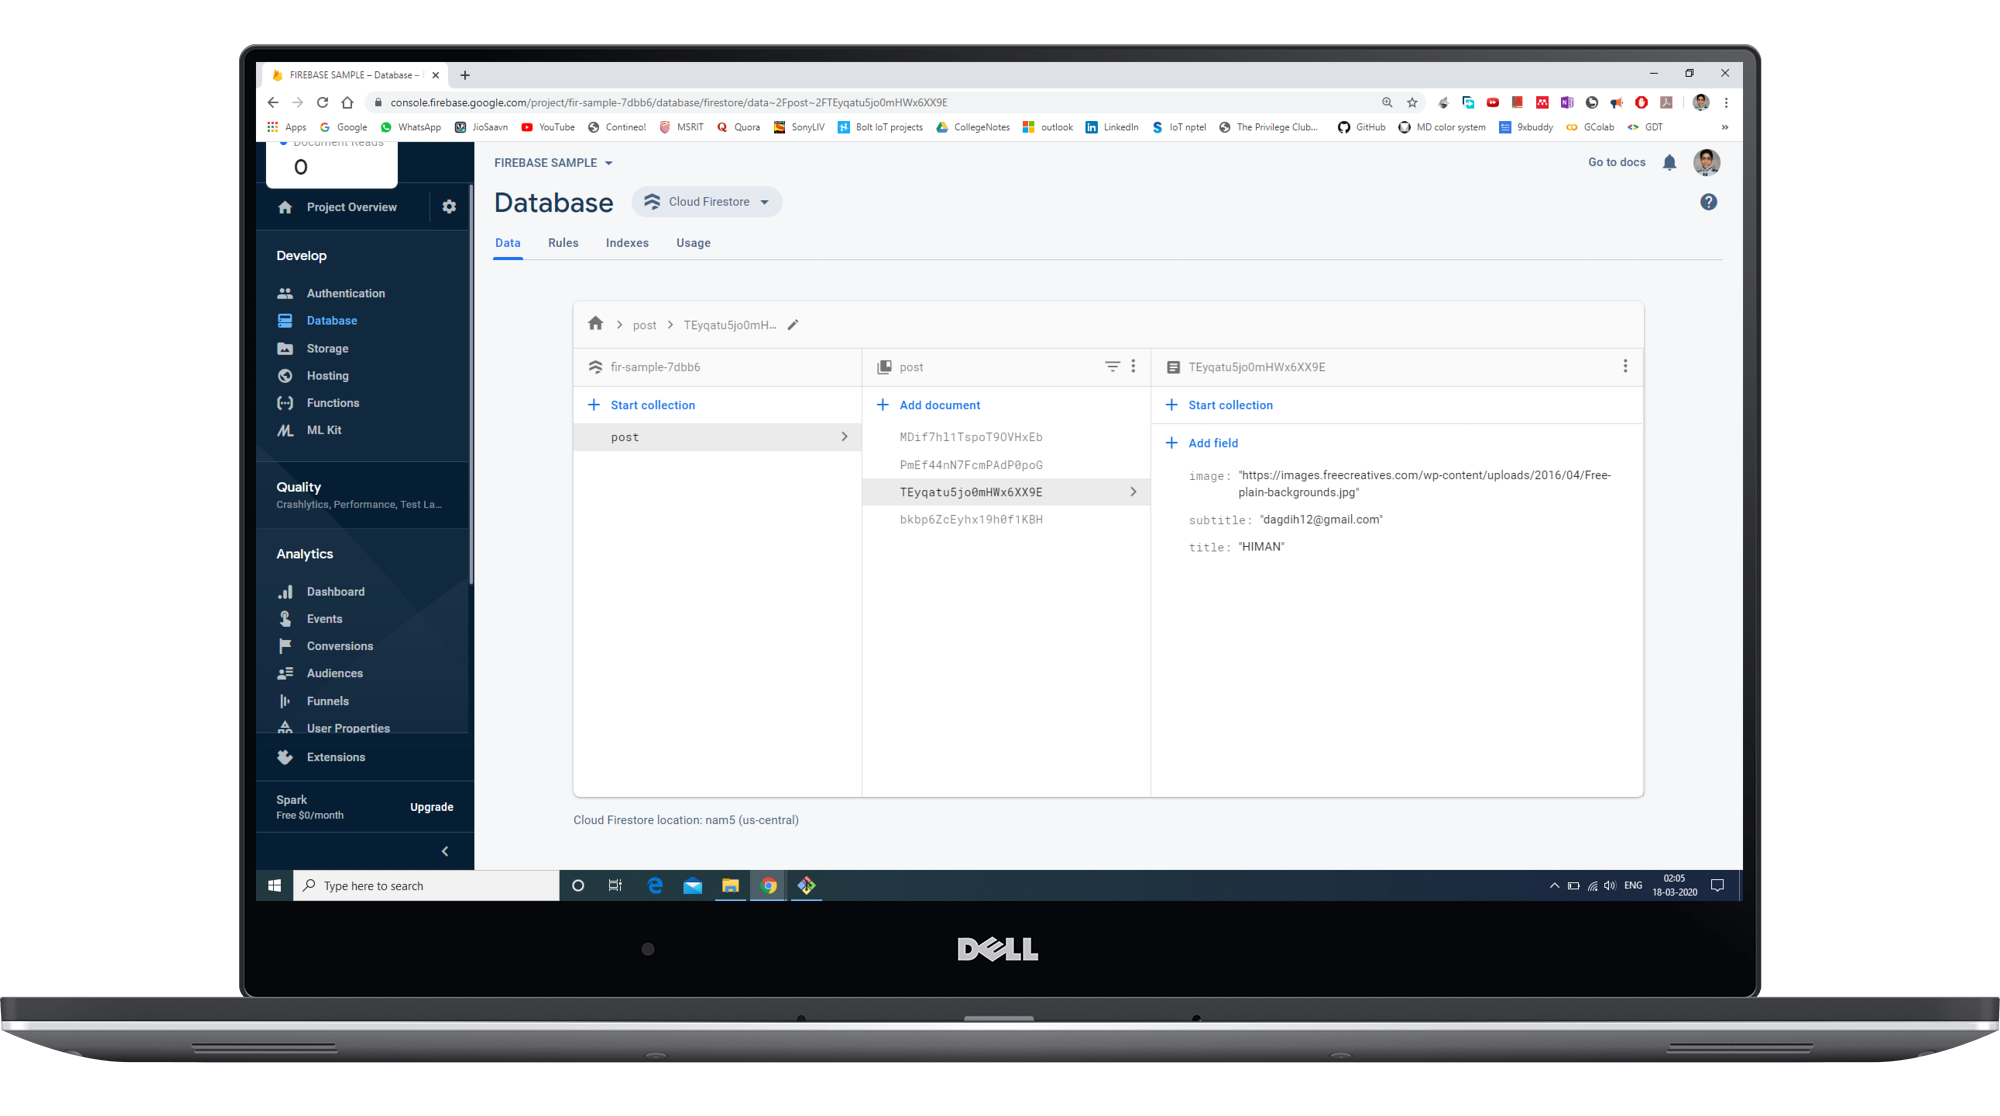 FIREBASE SAMPLE – Database –
console.firebase.google.com/project/fir-sample-7dbb6/database/firestore/data~2Fpost~2FTEyqatu5jo0mHWx6XX9E
Apps Google WhatsApp JioSaavn YouTube Contineo! MSRIT Quora SonyLIV Bolt IoT projects CollegeNotes outlook LinkedIn IoT nptel The Privilege Club... GitHub MD color system 9xbuddy GColab GDT »
Document Reads
0
FIREBASE SAMPLE
Go to docs
Project Overview
Database
Cloud Firestore
Data Rules Indexes Usage
Develop
Authentication
Database
Storage
Hosting
Functions
ML Kit
Quality
Crashlytics, Performance, Test La...
Analytics
Dashboard
Events
Conversions
Audiences
Funnels
User Properties
Extensions
Spark
Free $0/month
Upgrade
post TEyqatu5jo0mH...
fir-sample-7dbb6
Start collection
post
post
Add document
MDif7hl1TspoT9OVHxEb
PmEf44nN7FcmPAdP0poG
TEyqatu5jo0mHWx6XX9E
bkbp6ZcEyhx19h0f1KBH
TEyqatu5jo0mHWx6XX9E
Start collection
Add field
image: "https://images.freecreatives.com/wp-content/uploads/2016/04/Free-
plain-backgrounds.jpg"
subtitle: "dagdih12@gmail.com"
title: "HIMAN"
Cloud Firestore location: nam5 (us-central)
Type here to search
ENG
02:05
18-03-2020
DELL